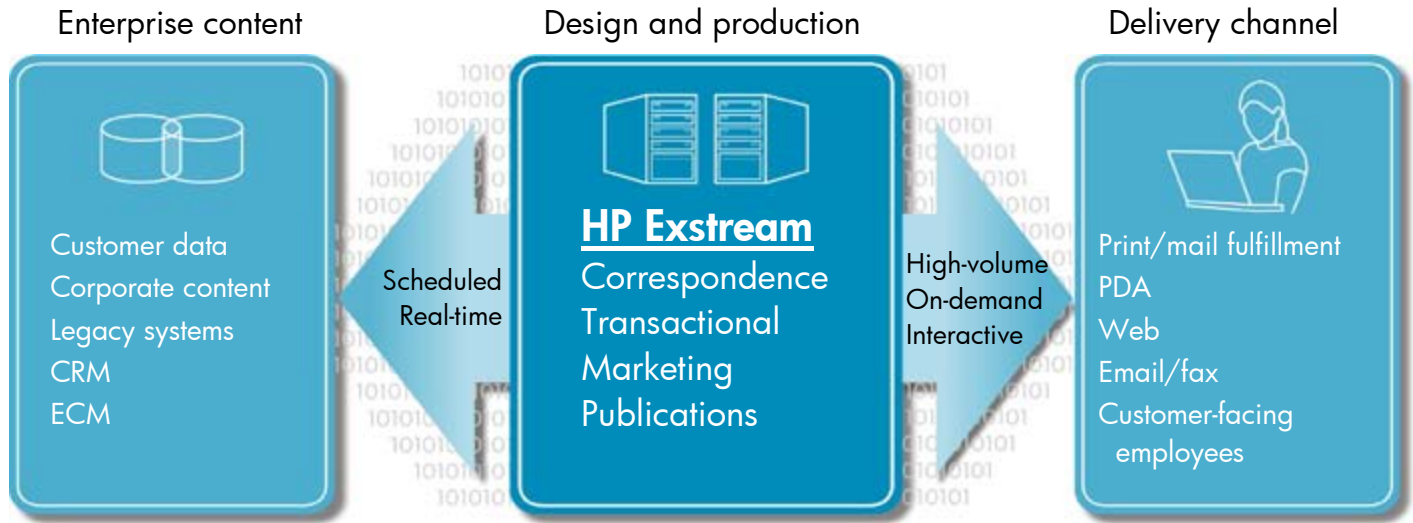 Enterprise content
Customer data
Corporate content
Legacy systems
CRM
ECM
Scheduled
Real-time
Design and production
HP Exstream
Correspondence
Transactional
Marketing
Publications
High-volume
On-demand
Interactive
Delivery channel
Print/mail fulfillment
PDA
Web
Email/fax
Customer-facing
employees